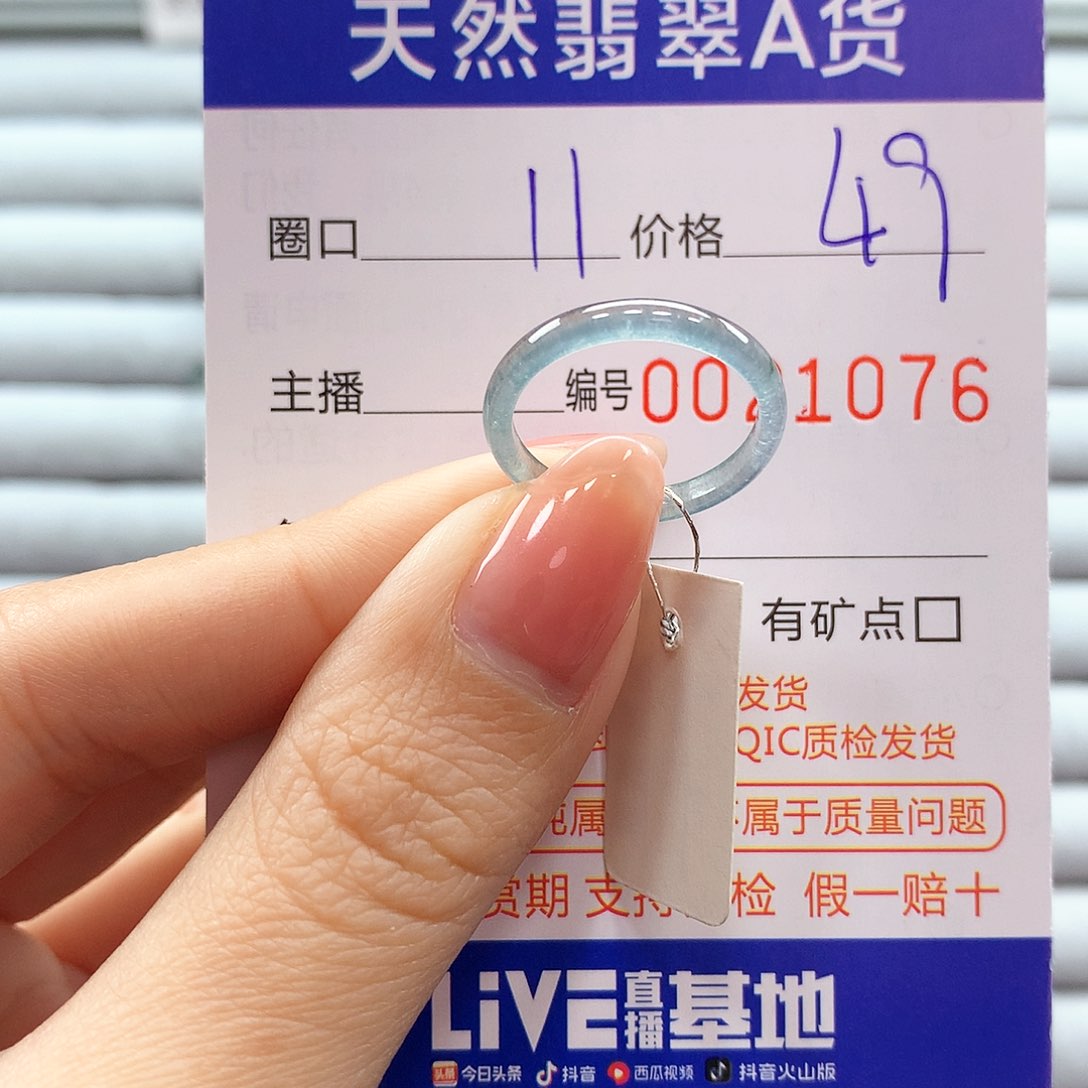 天然翡翠A货
圈口 11 价格 49
主播 编号 0021076
有矿点
发货
QIC质检发货
属于质量问题
赏期 支持 检 假一赔十
LiVE直播基地
今日头条 抖音 西瓜视频 抖音火山版